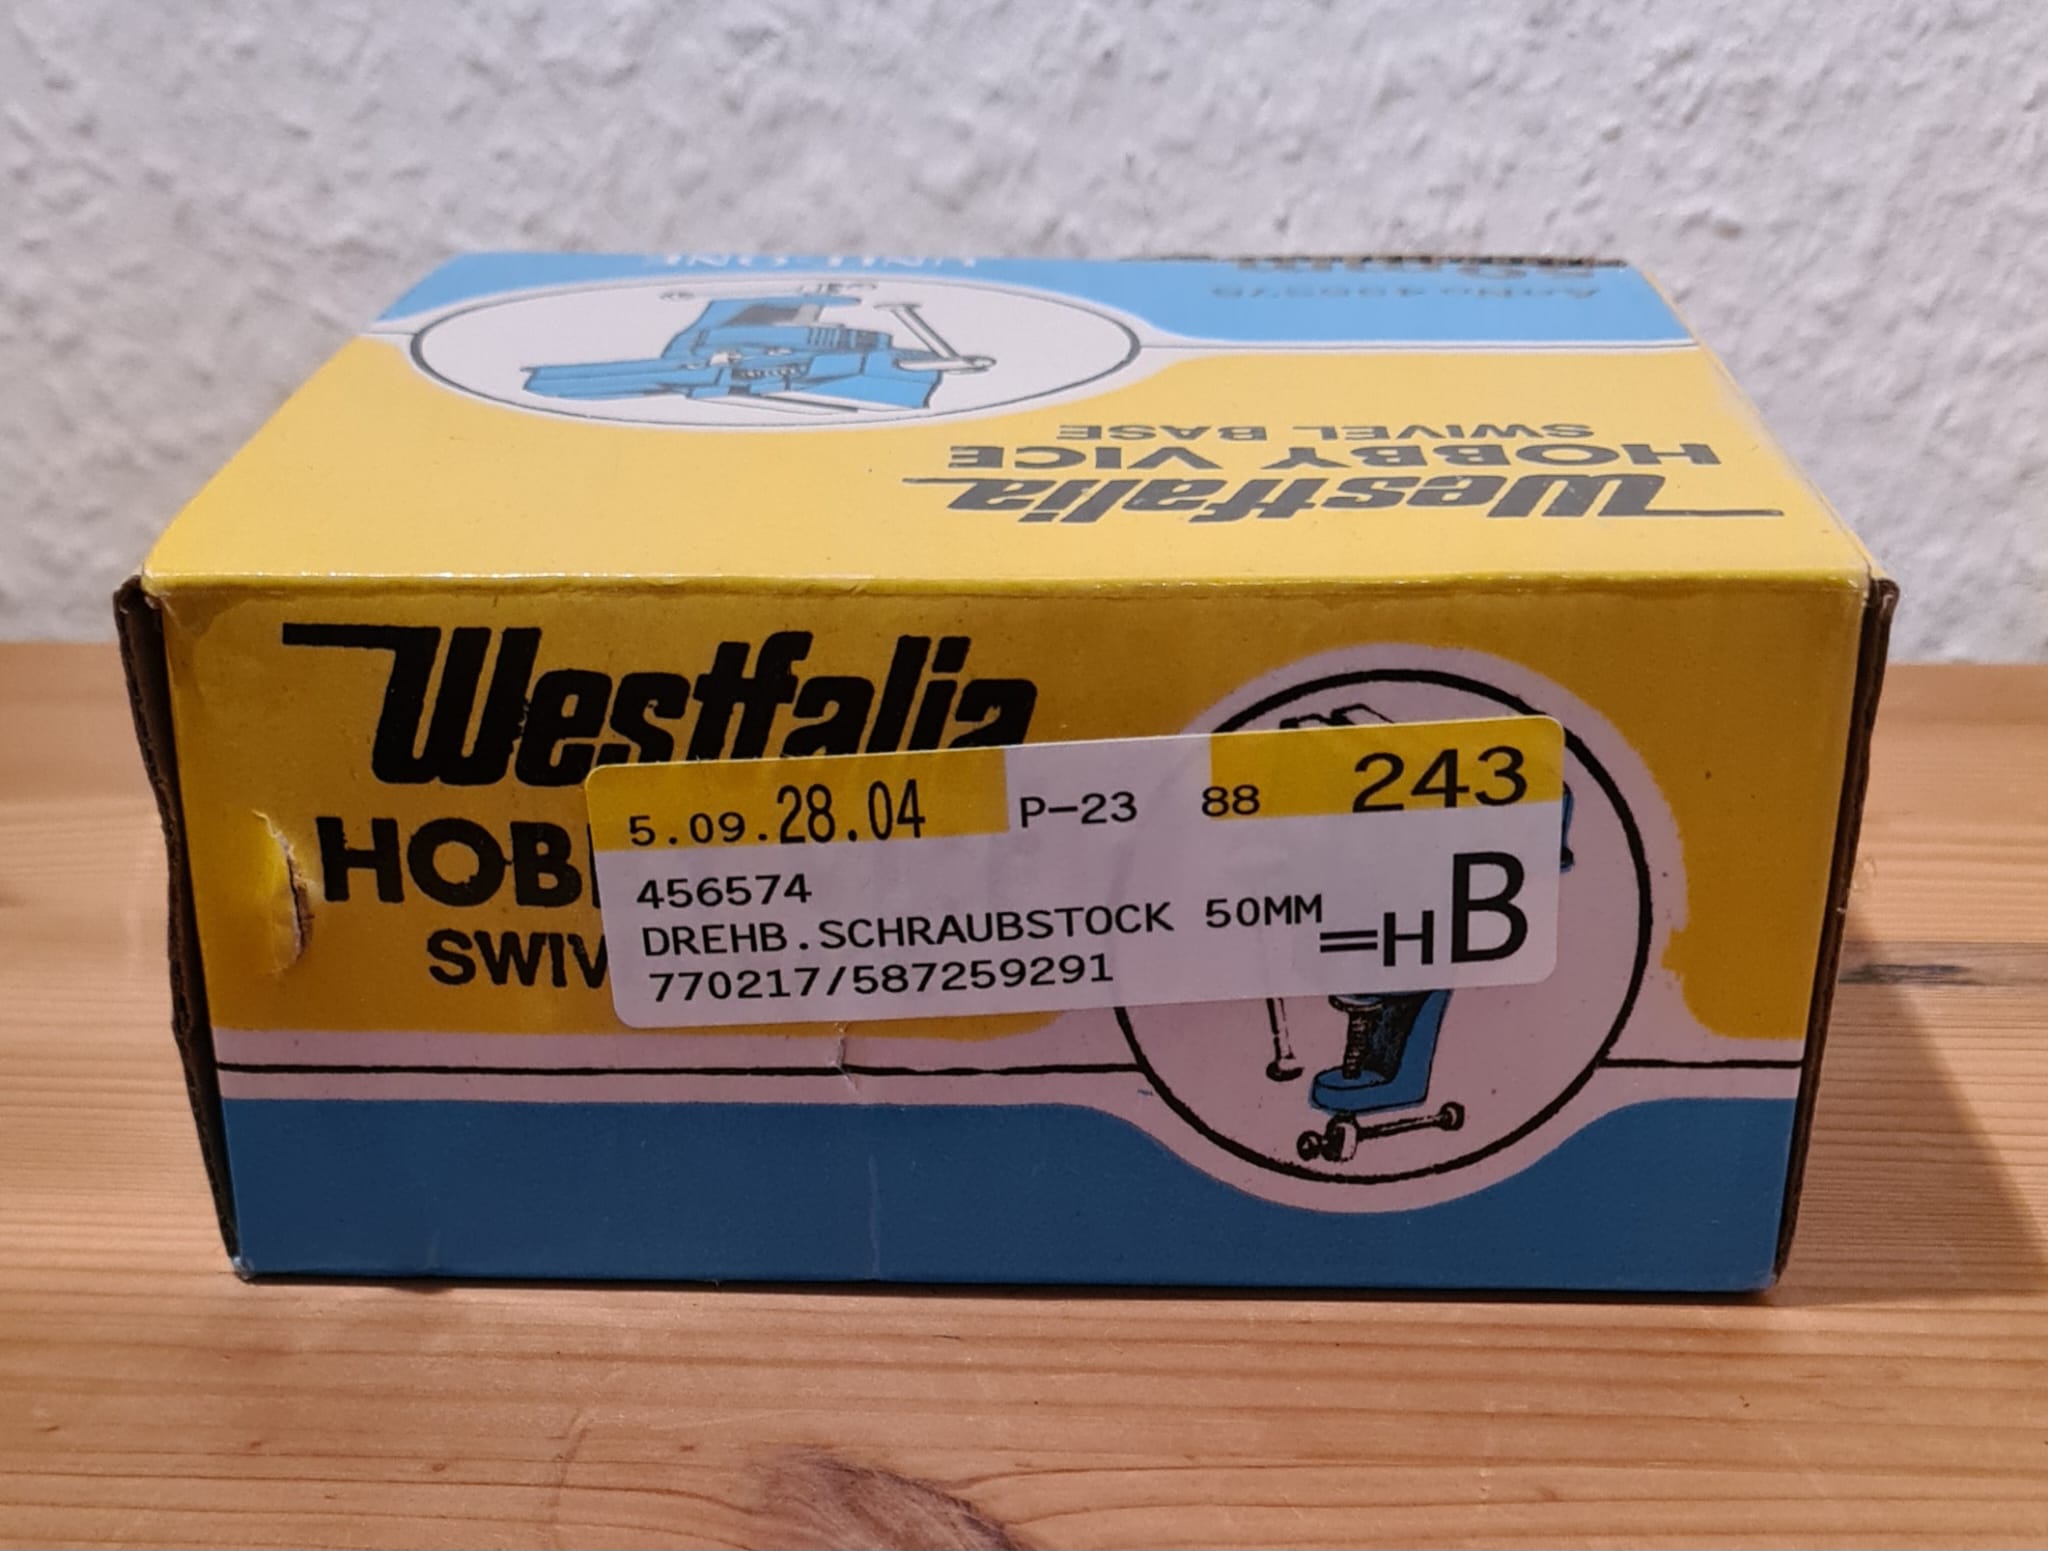 SWIVEL BASE
HOBBY VICE
Westfalia
Westfalia
HOB
SWIV
5.09.28.04 P-23 88 243
456574
DREHB.SCHRAUBSTOCK 50MM =HB
770217/587259291